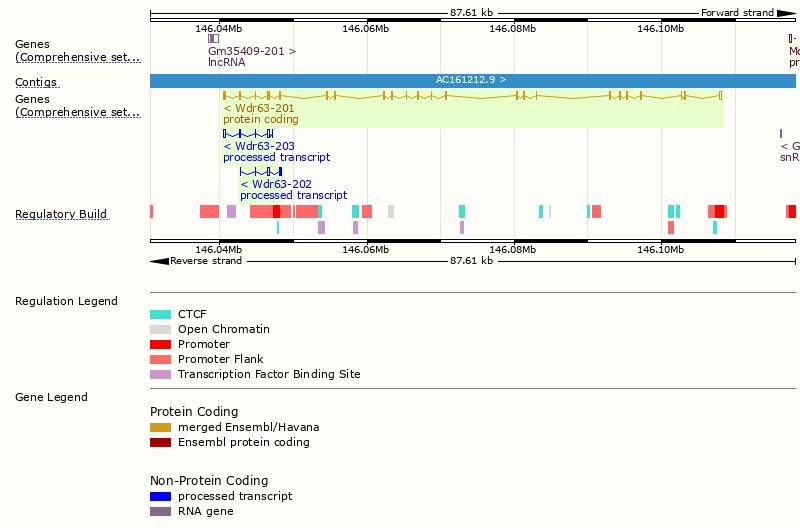 87.61 kb
Forward strand
146.04Mb 146.06Mb 146.08Mb 146.10Mb
Genes
(Comprehensive set...
Gm35409-201 >
lncRNA
pr
Contigs
AC161212.9 >
Genes
(Comprehensive set...
< Wdr63-201
protein coding
< Wdr63-203
processed transcript
< G
snR
< Wdr63-202
processed transcript
Regulatory Build
146.04Mb 146.06Mb 146.08Mb 146.10Mb
Reverse strand
87.61 kb
Regulation Legend
CTCF
Open Chromatin
Promoter
Promoter Flank
Transcription Factor Binding Site
Gene Legend
Protein Coding
merged Ensembl/Havana
Ensembl protein coding
Non-Protein Coding
processed transcript
RNA gene